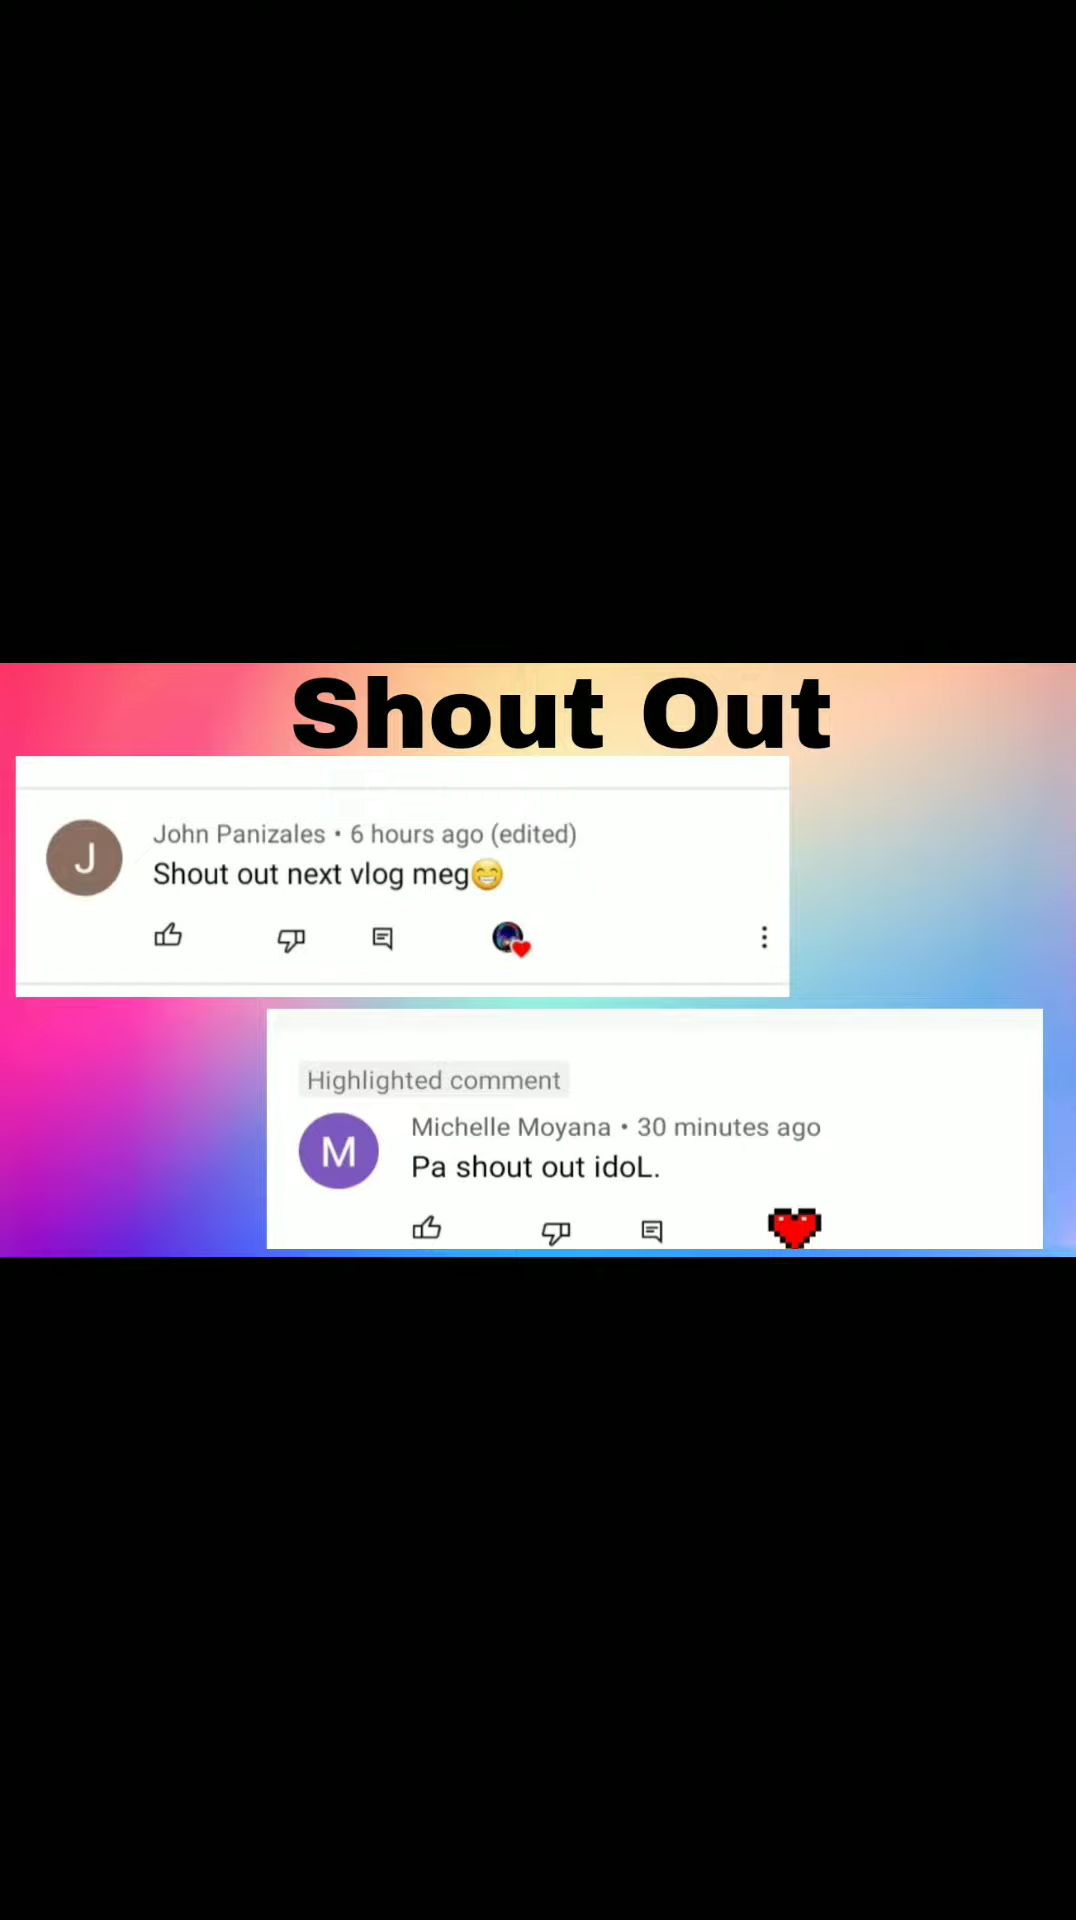 Shout Out
J
John Panizales • 6 hours ago (edited)
Shout out next vlog meg😁
Highlighted comment
M
Michelle Moyana • 30 minutes ago
Pa shout out idoL.